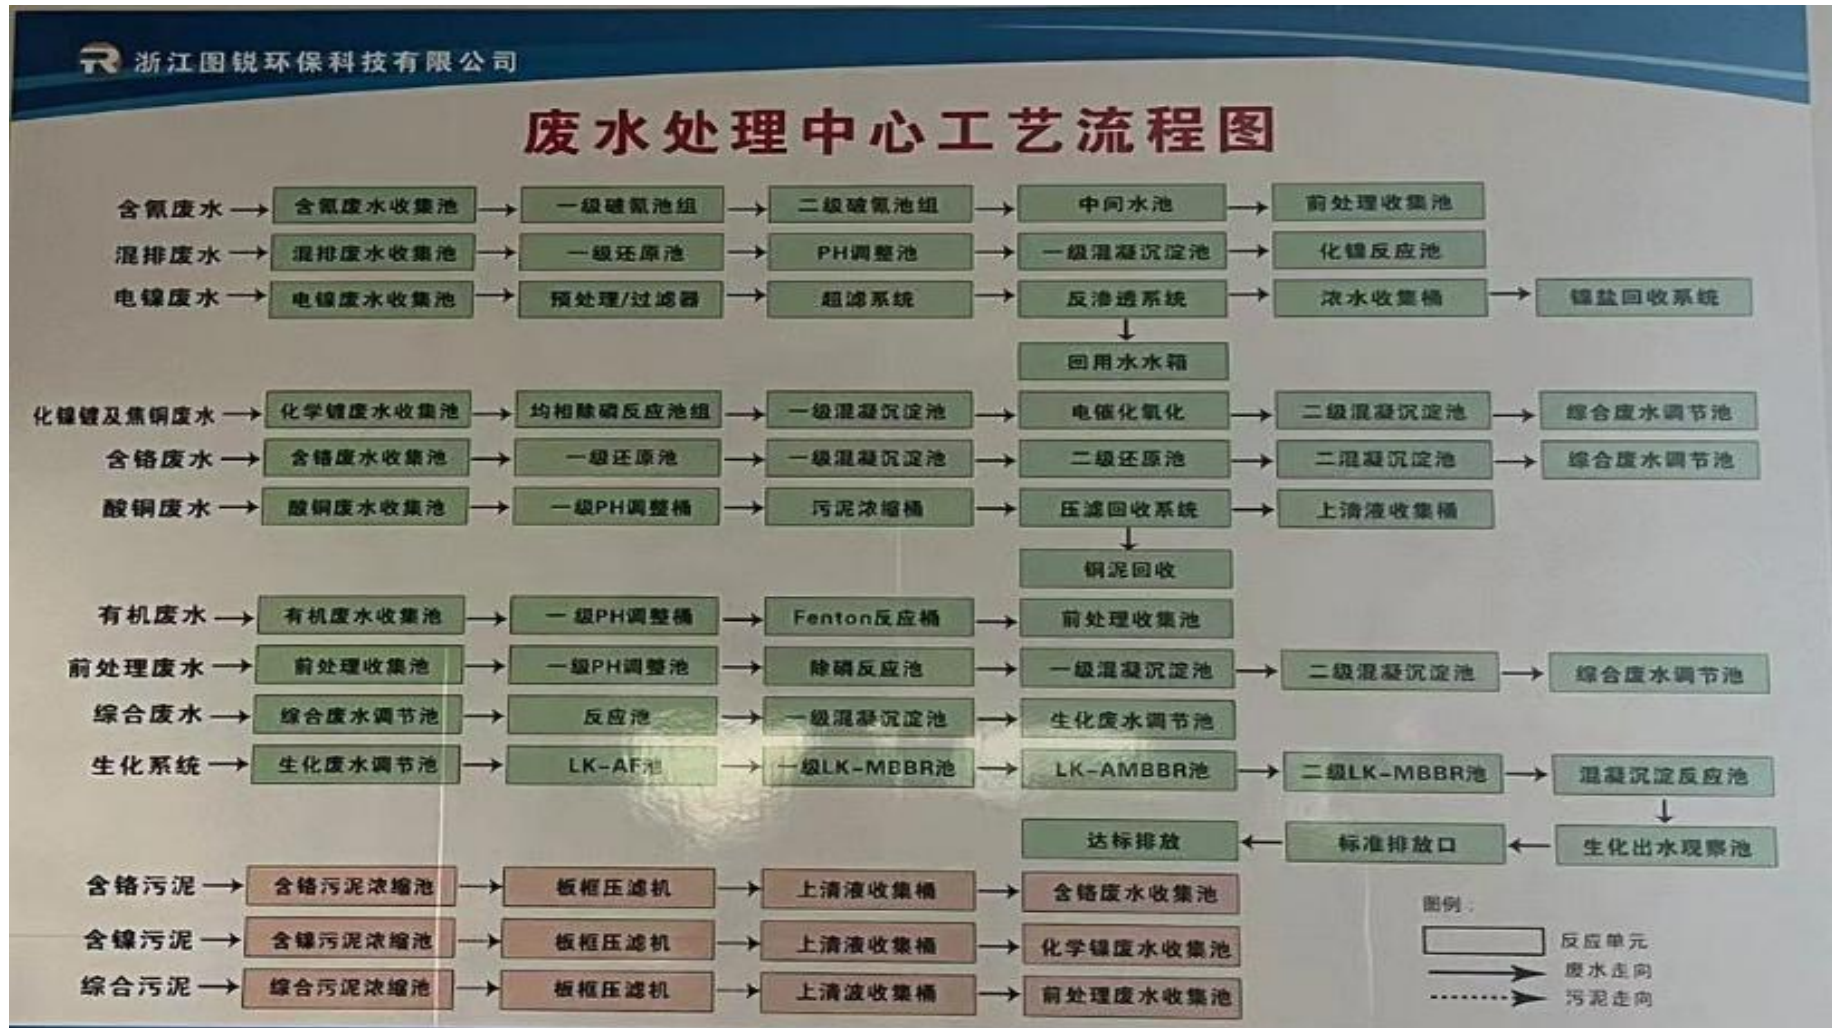 浙江图锐环保科技有限公司
废水处理中心工艺流程图
含氰废水 含氰废水收集池 一级破氰池组 二级破氰池组 中间水池 前处理收集池
混排废水 混排废水收集池 一级还原池 PH调整池 一级混凝沉淀池 化镍反应池
电镍废水 电镍废水收集池 预处理/过滤器 超滤系统 反渗透系统 浓水收集桶 镍盐回收系统
回用水水箱
化镍镀及焦铜废水 化学镀废水收集池 均相除磷反应池组 一级混凝沉淀池 电催化氧化 二级混凝沉淀池 综合废水调节池
含铬废水 含铬废水收集池 一级还原池 一级混凝沉淀池 二级还原池 二混凝沉淀池 综合废水调节池
酸铜废水 酸铜废水收集池 一级PH调整桶 污泥浓缩桶 压滤回收系统 上清液收集桶
铜泥回收
有机废水 有机废水收集池 一级PH调整桶 Fenton反应桶 前处理收集池
前处理废水 前处理收集池 一级PH调整池 除磷反应池 一级混凝沉淀池 二级混凝沉淀池 综合废水调节池
综合废水 综合废水调节池 反应池 一级混凝沉淀池 生化废水调节池
生化系统 生化废水调节池 LK-AF池 一级LK-MBBR池 LK-AMBBR池 二级LK-MBBR池 混凝沉淀反应池
达标排放 标准排放口 生化出水观察池
含铬污泥 含铬污泥浓缩池 板框压滤机 上清液收集桶 含铬废水收集池
图例:
含镍污泥 含镍污泥浓缩池 板框压滤机 上清液收集桶 化学镍废水收集池
反应单元
废水走向
综合污泥 综合污泥浓缩池 板框压滤机 上清波收集桶 前处理废水收集池
污泥走向